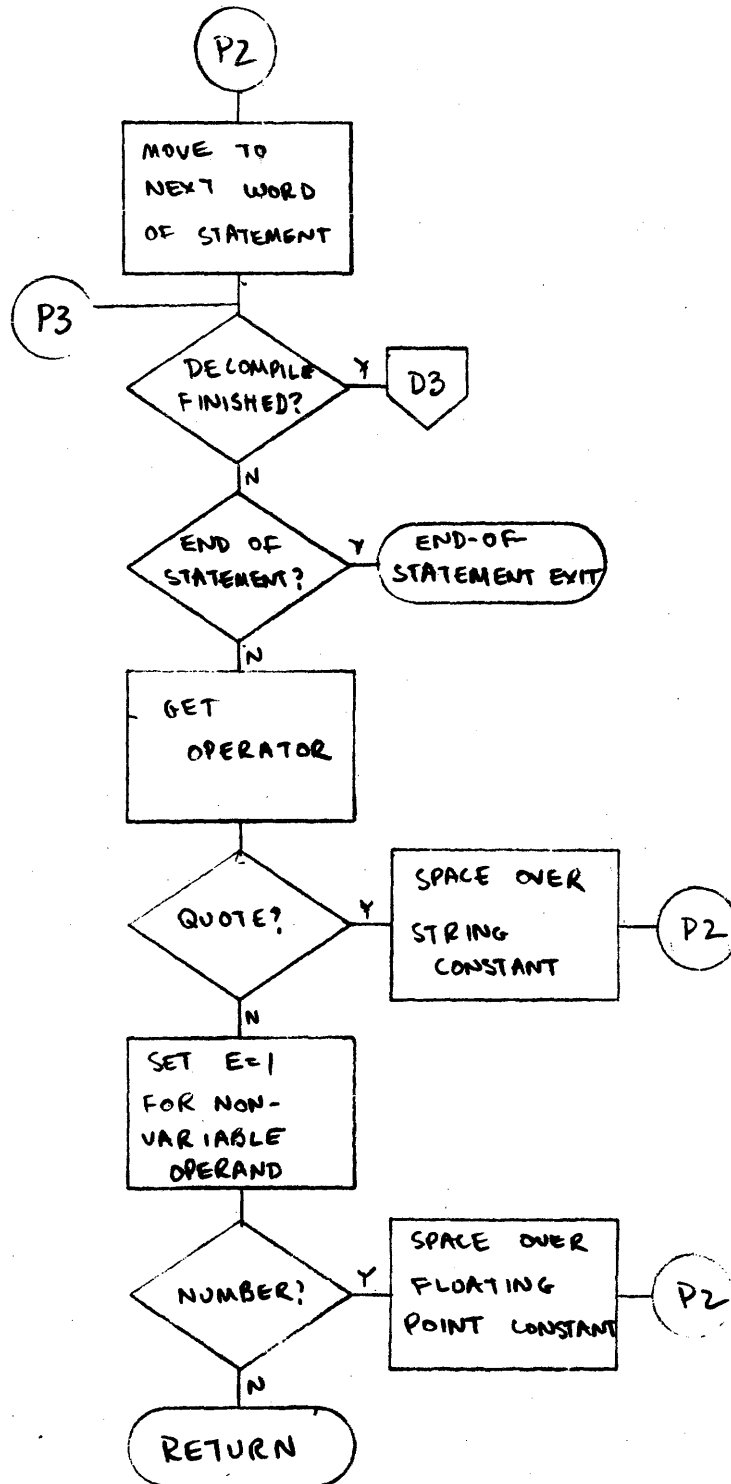 P2
MOVE TO
NEXT WORD
OF STATEMENT
P3
DECOMPILE
FINISHED?
Y
D3
N
END OF
STATEMENT?
Y
END-OF-
STATEMENT EXIT
N
GET
OPERATOR
QUOTE?
Y
SPACE OVER
STRING
CONSTANT
P2
N
SET E=1
FOR NON-
VARIABLE
OPERAND
NUMBER?
Y
SPACE OVER
FLOATING
POINT CONSTANT
P2
N
RETURN